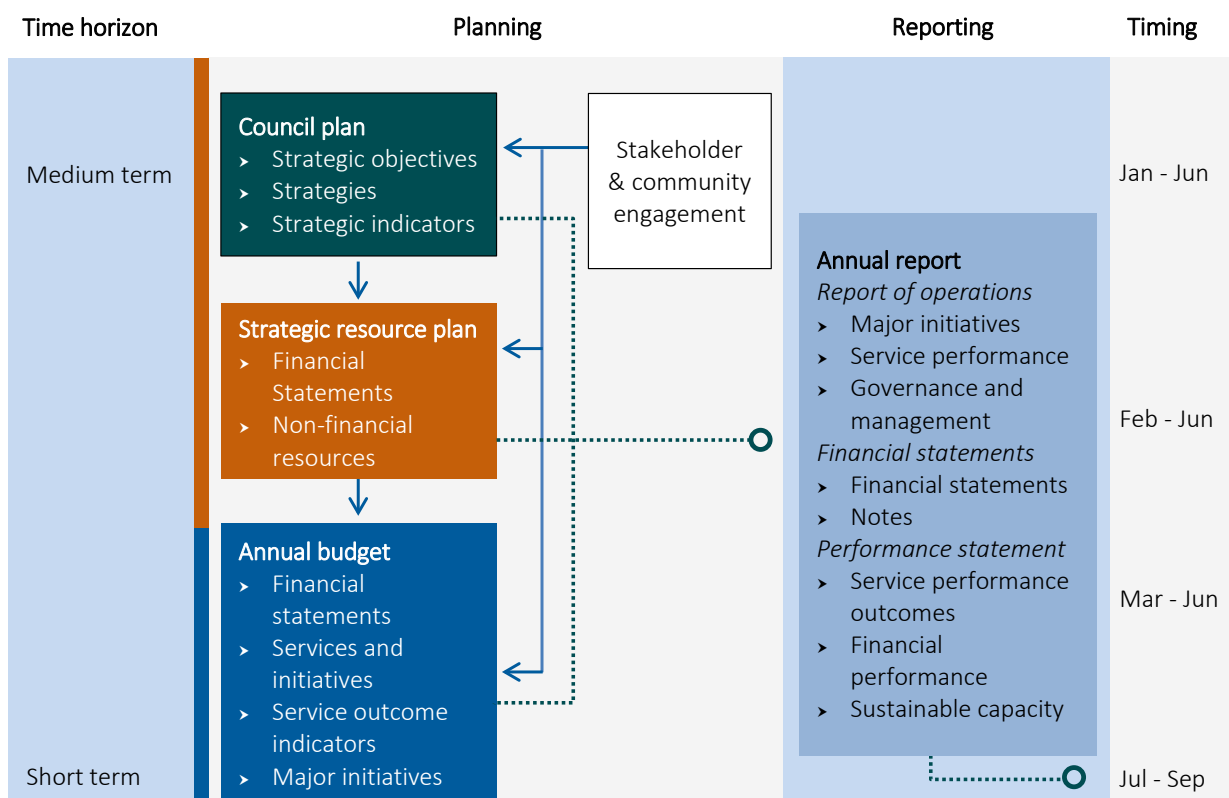 Time horizon
Planning
Reporting
Timing
Medium term
Short term
Council plan
Strategic objectives
Strategies
Strategic indicators
Stakeholder
& community
engagement
Strategic resource plan
Financial
Statements
Non-financial
resources
Annual budget
Financial
statements
Services and
initiatives
Service outcome
indicators
Major initiatives
Annual report
Report of operations
Major initiatives
Service performance
Governance and
management
Financial statements
Financial statements
Notes
Performance statement
Service performance
outcomes
Financial
performance
Sustainable capacity
Jan - Jun
Feb - Jun
Mar - Jun
Jul - Sep